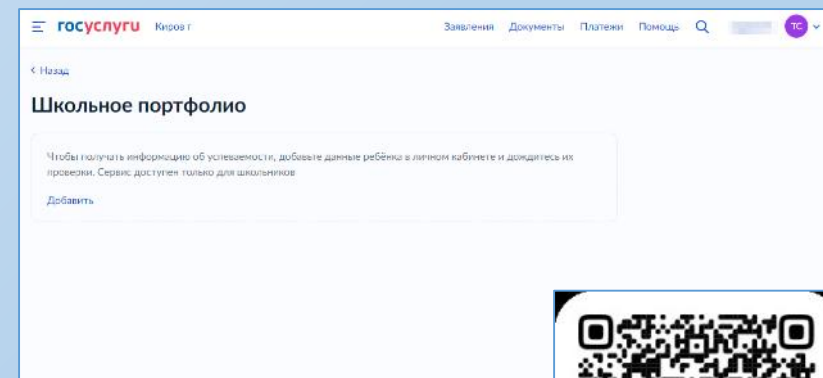 госуслуги Киров г Заявления Документы Платежи Помощь ТС
Назад
Школьное портфолио
Чтобы получать информацию об успеваемости, добавьте данные ребёнка в личном кабинете и дождитесь их
проверки. Сервис доступен только для школьников
Добавить